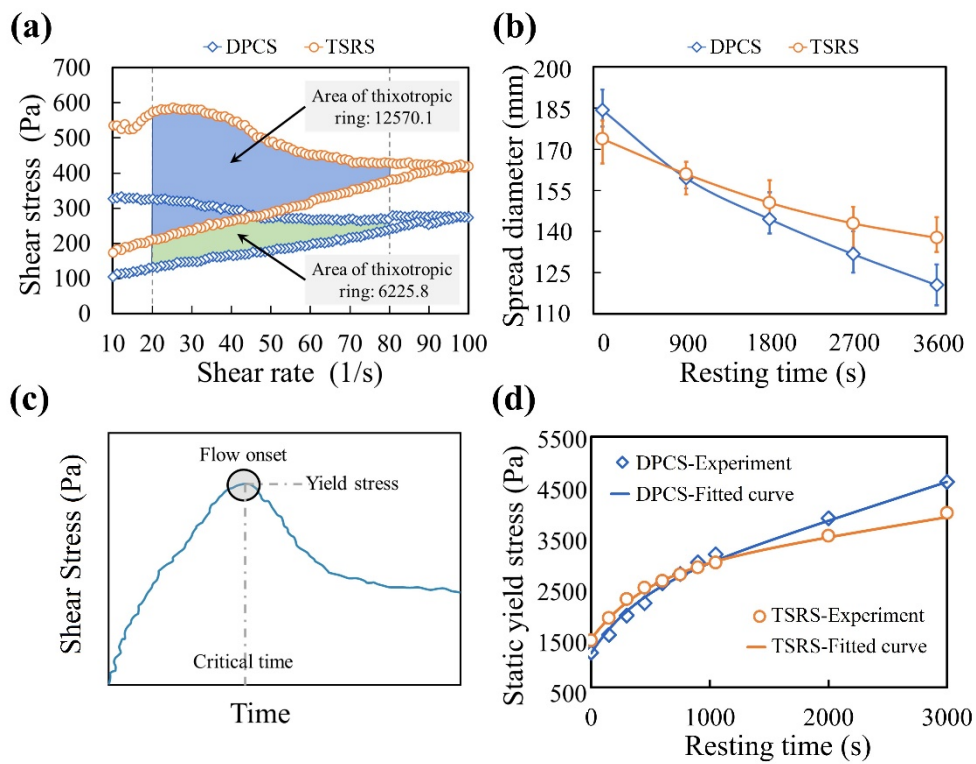 (a)
DPCS
TSRS
Shear stress (Pa)
700
600
500
400
300
200
100
0
Area of thixotropic
ring: 12570.1
Area of thixotropic
ring: 6225.8
10 20 30 40 50 60 70 80 90 100
Shear rate (1/s)
(b)
DPCS
TSRS
Spread diameter (mm)
200
185
170
155
140
125
110
0 900 1800 2700 3600
Resting time (s)
(c)
Shear Stress (Pa)
Flow onset
Yield stress
Critical time
Time
(d)
Static yield stress (Pa)
5500
4500
3500
2500
1500
500
DPCS-Experiment
DPCS-Fitted curve
TSRS-Experiment
TSRS-Fitted curve
0 1000 2000 3000
Resting time (s)